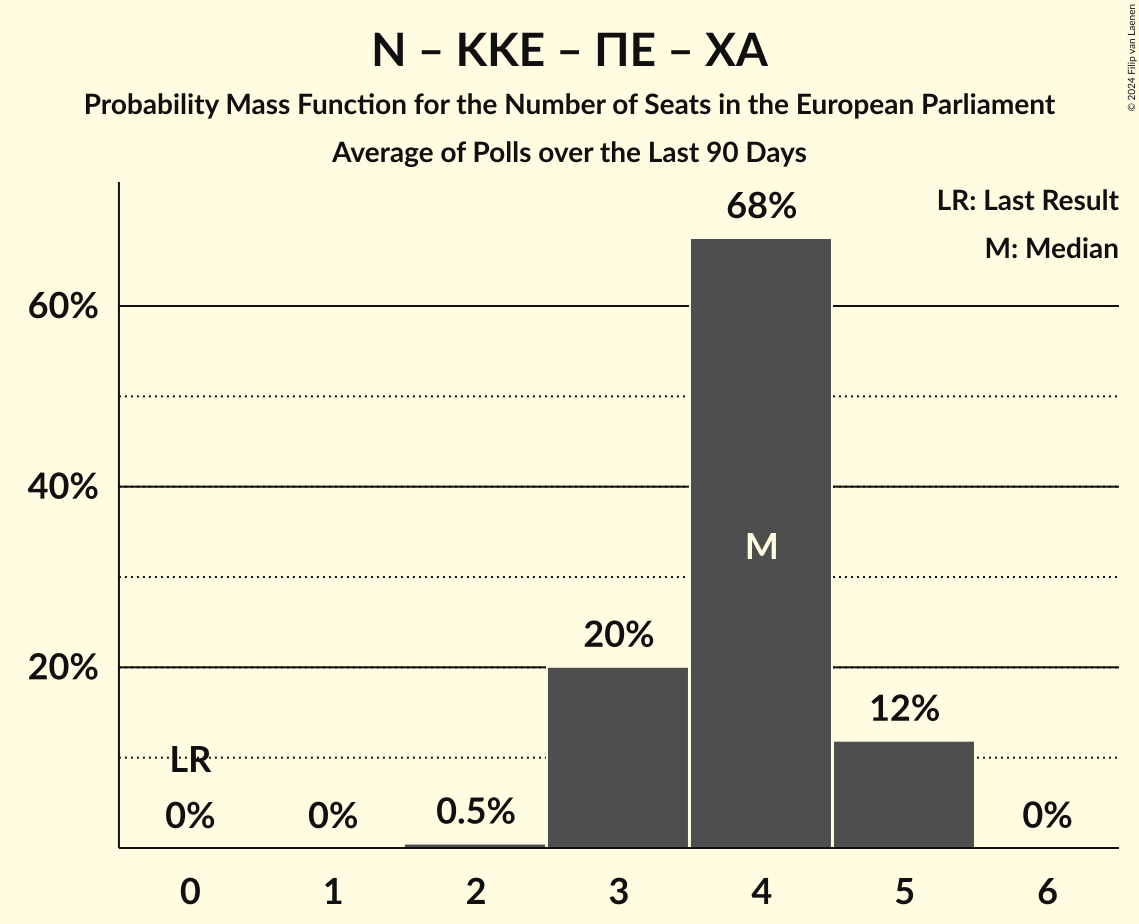 Ν – ΚΚΕ – ΠΕ – ΧΑ
Probability Mass Function for the Number of Seats in the European Parliament
Average of Polls over the Last 90 Days
© 2024 Filip van Laenen
LR: Last Result
M: Median
68%
60%
40%
M
20%
20%
12%
LR
0%
0%
0.5%
0%
0
1
2
3
4
5
6